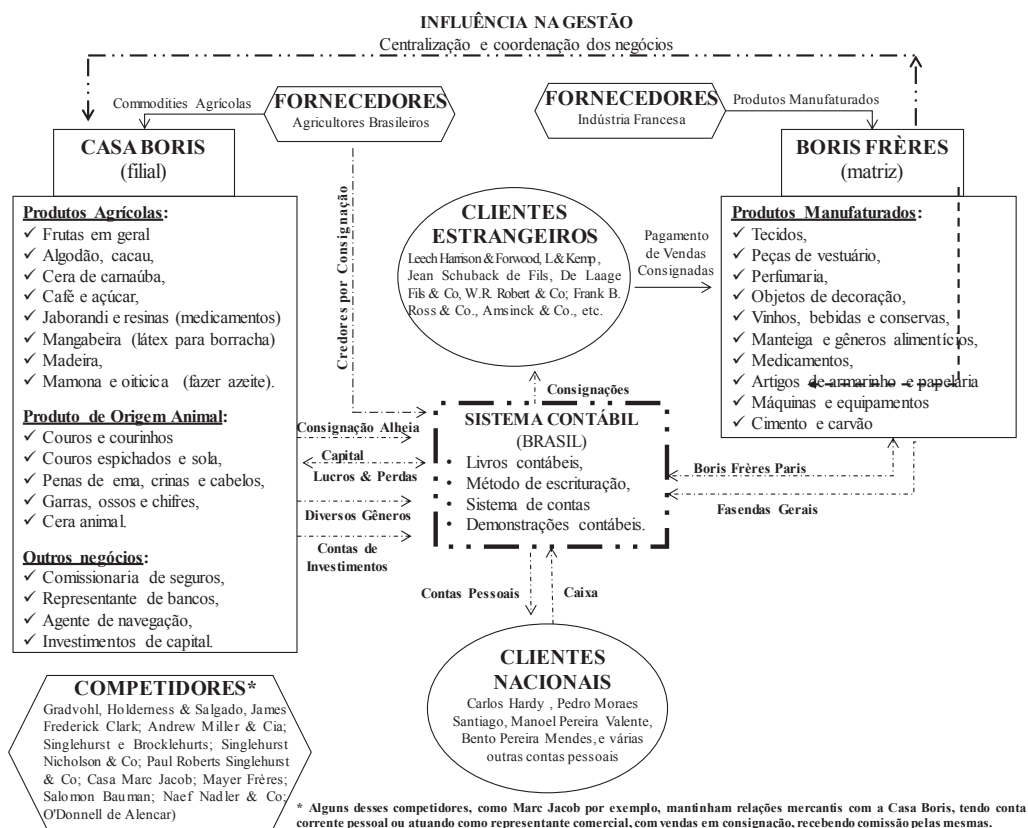 INFLUÊNCIA NA GESTÃO
Centralização e coordenação dos negócios
Commodities Agrícolas
FORNECEDORES
Agricultores Brasileiros
FORNECEDORES
Indústria Francesa
Produtos Manufaturados
CASA BORIS
(filial)
BORIS FRÈRES
(matriz)
Produtos Agrícolas:
✓ Frutas em geral
✓ Algodão, cacau,
✓ Cera de carnaúba,
✓ Café e açúcar,
✓ Jaborandi e resinas (medicamentos)
✓ Mangabeira (látex para borracha)
✓ Madeira,
✓ Mamona e oiticica (fazer azeite).
Produto de Origem Animal:
✓ Couros e courinhos
✓ Couros espichados e sola,
✓ Penas de ema, crinas e cabelos,
✓ Garras, ossos e chifres,
✓ Cera animal.
Outros negócios:
✓ Comissionaria de seguros,
✓ Representante de bancos,
✓ Agente de navegação,
✓ Investimentos de capital.
Credores por Consignação
CLIENTES
ESTRANGEIROS
Leech Harrison & Forwood, L & Kemp,
Jean Schuback de Fils, De Laage
Fils & Co, W.R. Robert & Co; Frank B.
Ross & Co., Amsinck & Co., etc.
Pagamento
de Vendas
Consignadas
Produtos Manufaturados:
✓ Tecidos,
✓ Peças de vestuário,
✓ Perfumaria,
✓ Objetos de decoração,
✓ Vinhos, bebidas e conservas,
✓ Manteiga e gêneros alimentícios,
✓ Medicamentos,
✓ Artigos de armarinho e papelaria
✓ Máquinas e equipamentos
✓ Cimento e carvão
Consignações
Consignação Alheia
Capital
Lucros & Perdas
Diversos Gêneros
Contas de
Investimentos
SISTEMA CONTÁBIL
(BRASIL)
• Livros contábeis,
• Método de escrituração,
• Sistema de contas
• Demonstrações contábeis.
Boris Frères Paris
Fasendas Gerais
Contas Pessoais
Caixa
CLIENTES
NACIONAIS
Carlos Hardy , Pedro Moraes
Santiago, Manoel Pereira Valente,
Bento Pereira Mendes, e várias
outras contas pessoais
COMPETIDORES*
Gradvohl, Holderness & Salgado, James
Frederick Clark; Andrew Miller & Cia;
Singlehurst e Brocklehurts; Singlehurst
Nicholson & Co; Paul Roberts Singlehurst
& Co; Casa Marc Jacob; Mayer Frères;
Salomon Bauman; Naef Nadler & Co;
O'Donnell de Alencar)
* Alguns desses competidores, como Marc Jacob por exemplo, mantinham relações mercantis com a Casa Boris, tendo conta
corrente pessoal ou atuando como representante comercial, com vendas em consignação, recebendo comissão pelas mesmas.